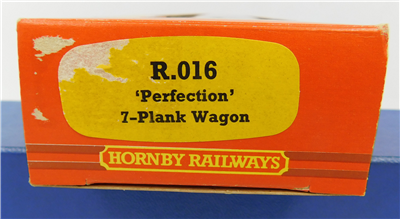 R.016
‘Perfection’
7-Plank Wagon
HORNBY RAILWAYS